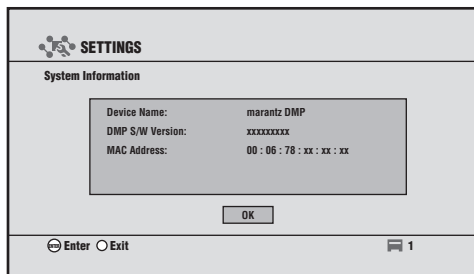 SETTINGS
System Information
Device Name: marantz DMP
DMP S/W Version: xxxxxxxxx
MAC Address: 00 : 06 : 78 : xx : xx : xx
OK
Enter Exit 1